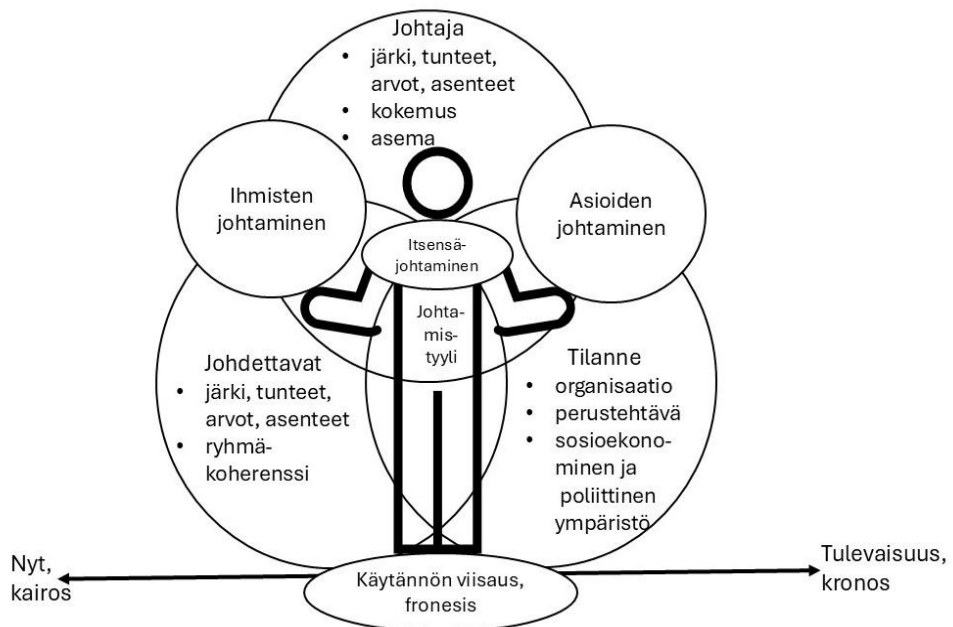 Johtaja
• järki, tunteet,
arvot, asenteet
• kokemus
• asema
Ihmisten
johtaminen
Asioiden
johtaminen
Itsensä-
johtaminen
Johta-
mis-
tyyli
Johdettavat
• järki, tunteet,
arvot, asenteet
• ryhmä-
koherenssi
Tilanne
• organisaatio
• perustehtävä
• sosioekono-
minen ja
poliittinen
ympäristö
Nyt,
kairos
Käytännön viisaus,
fronesis
Tulevaisuus,
kronos